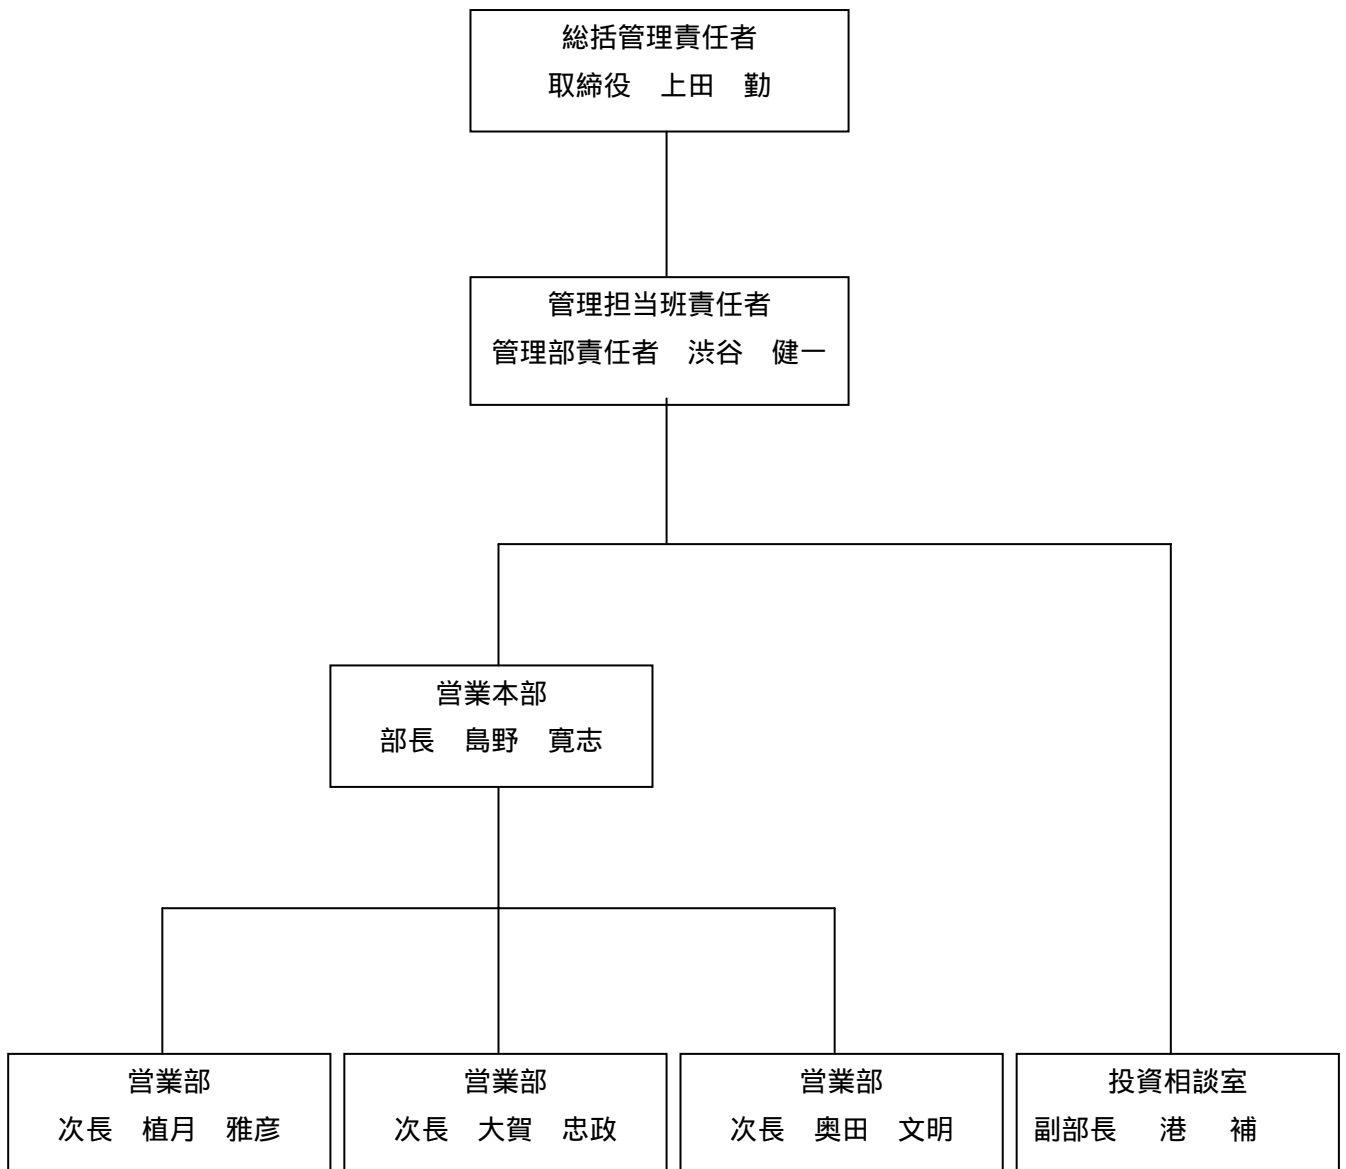 総括管理責任者
取締役　上田　勤
管理担当班責任者
管理部責任者　渋谷　健一
営業本部
部長　島野　寛志
営業部
次長　植月　雅彦
営業部
次長　大賀　忠政
営業部
次長　奥田　文明
投資相談室
副部長　港　補